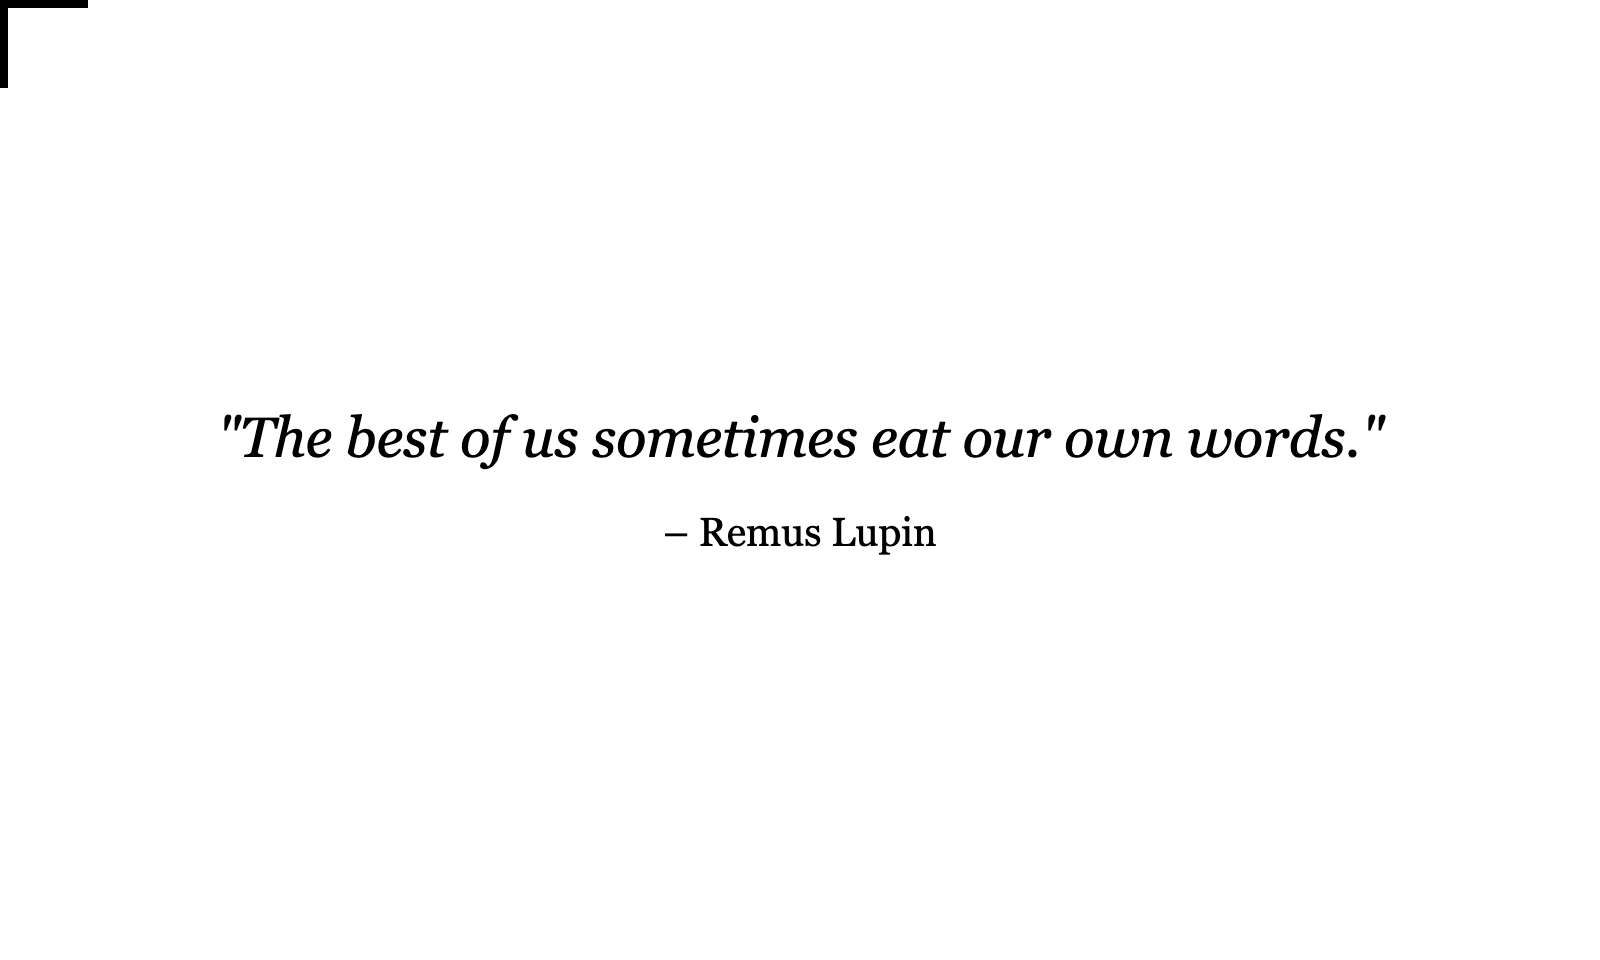 "The best of us sometimes eat our own words."
– Remus Lupin